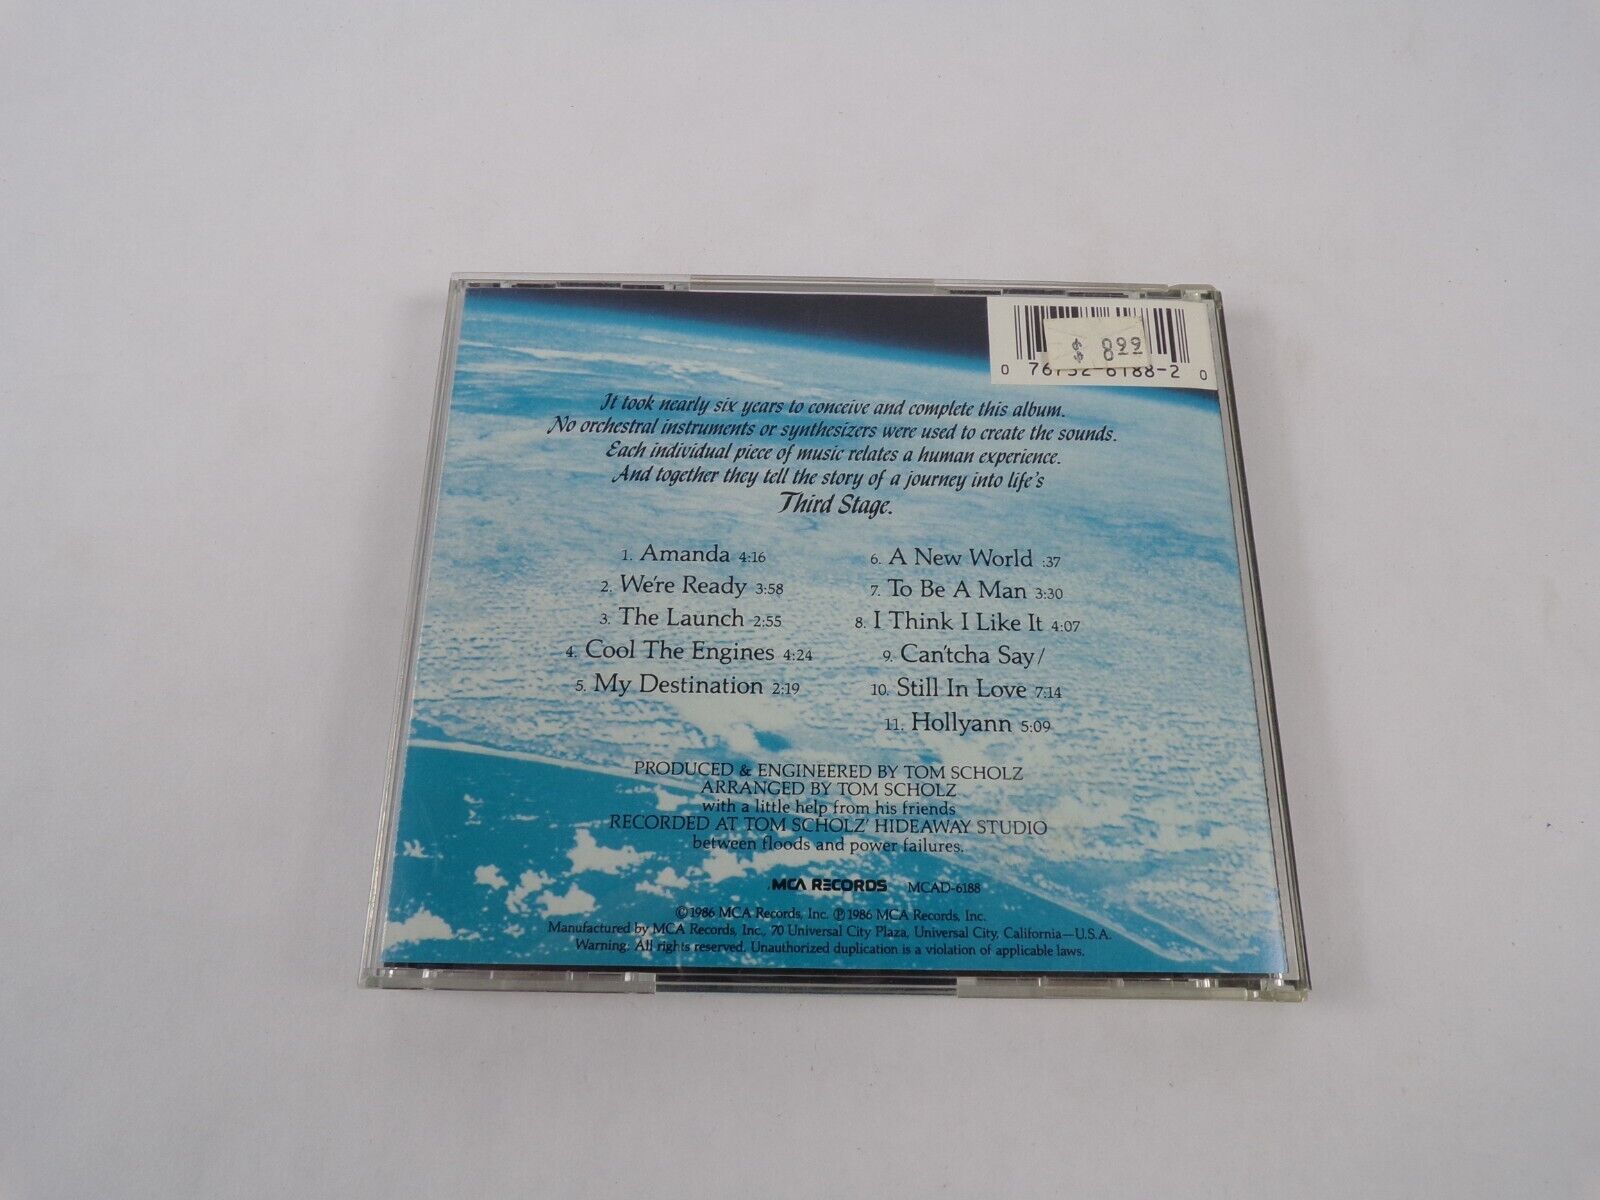 0 76732-6188-2 0
It took nearly six years to conceive and complete this album.
No orchestral instruments or synthesizers were used to create the sounds.
Each individual piece of music relates a human experience.
And together they tell the story of a journey into life's
Third Stage.
1. Amanda 4:16
2. We're Ready 3:58
3. The Launch 2:55
4. Cool The Engines 4:24
5. My Destination 2:19
6. A New World :37
7. To Be A Man 3:30
8. I Think I Like It 4:07
9. Can'tcha Say/
10. Still In Love 7:14
11. Hollyann 5:09
PRODUCED & ENGINEERED BY TOM SCHOLZ
ARRANGED BY TOM SCHOLZ
with a little help from his friends
RECORDED AT TOM SCHOLZ' HIDEAWAY STUDIO
between floods and power failures.
MCA RECORDS MCAD-6188
©1986 MCA Records, Inc. ℗1986 MCA Records, Inc.
Manufactured by MCA Records, Inc., 70 Universal City Plaza, Universal City, California—U.S.A.
Warning: All rights reserved. Unauthorized duplication is a violation of applicable laws.